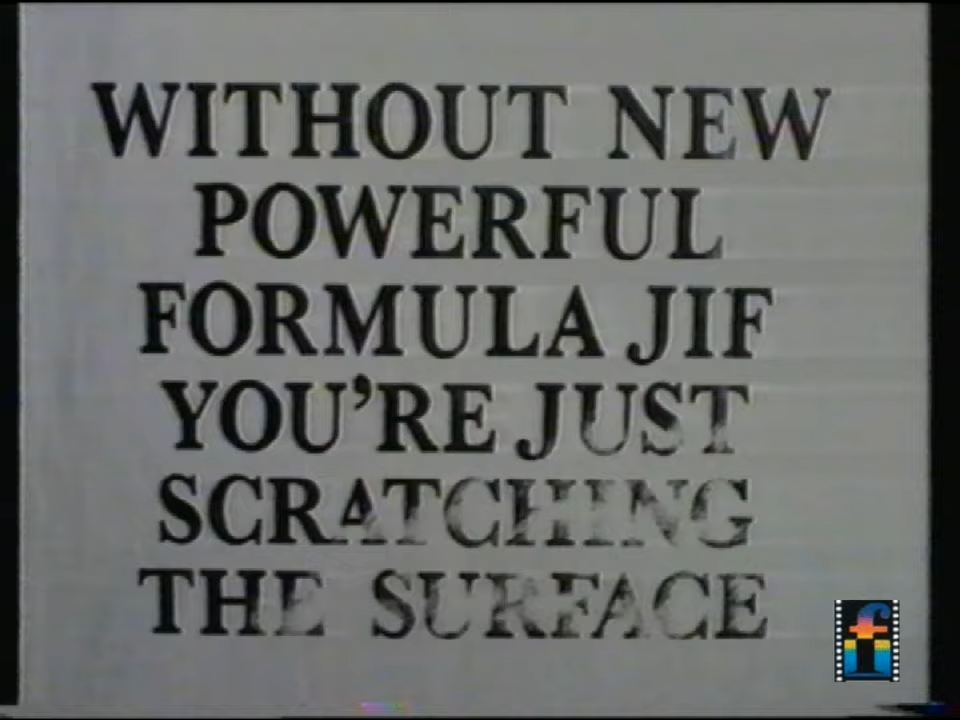 WITHOUT NEW
POWERFUL
FORMULA JIF
YOU'RE JUST
SCRATCHING
THE SURFACE
f